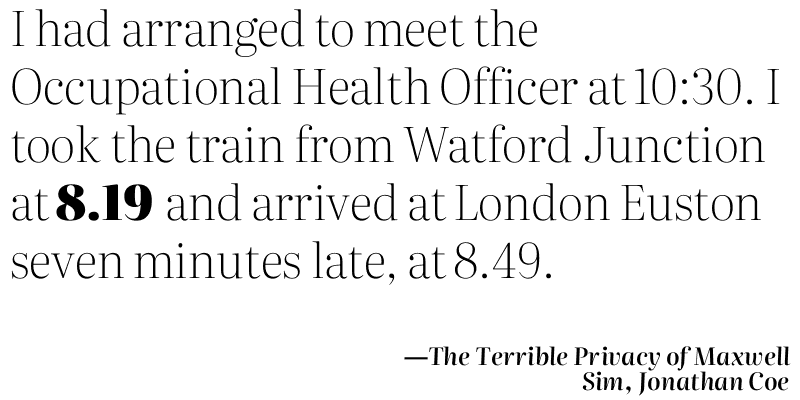 I had arranged to meet the
Occupational Health Officer at 10:30. I
took the train from Watford Junction
at 8.19 and arrived at London Euston
seven minutes late, at 8.49.
—The Terrible Privacy of Maxwell
Sim, Jonathan Coe